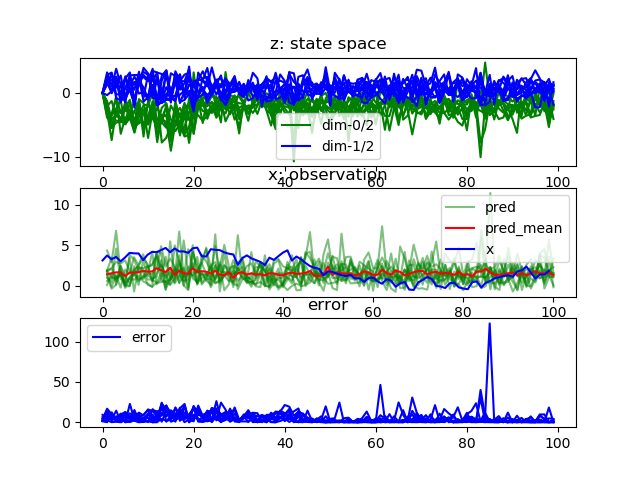 z: state space
0
−10
dim-0/2
dim-1/2
0 20 40 60 80 100
x: observation
10
5
0
pred
pred_mean
x
0 20 40 60 80 100
error
100
50
0
error
0 20 40 60 80 100